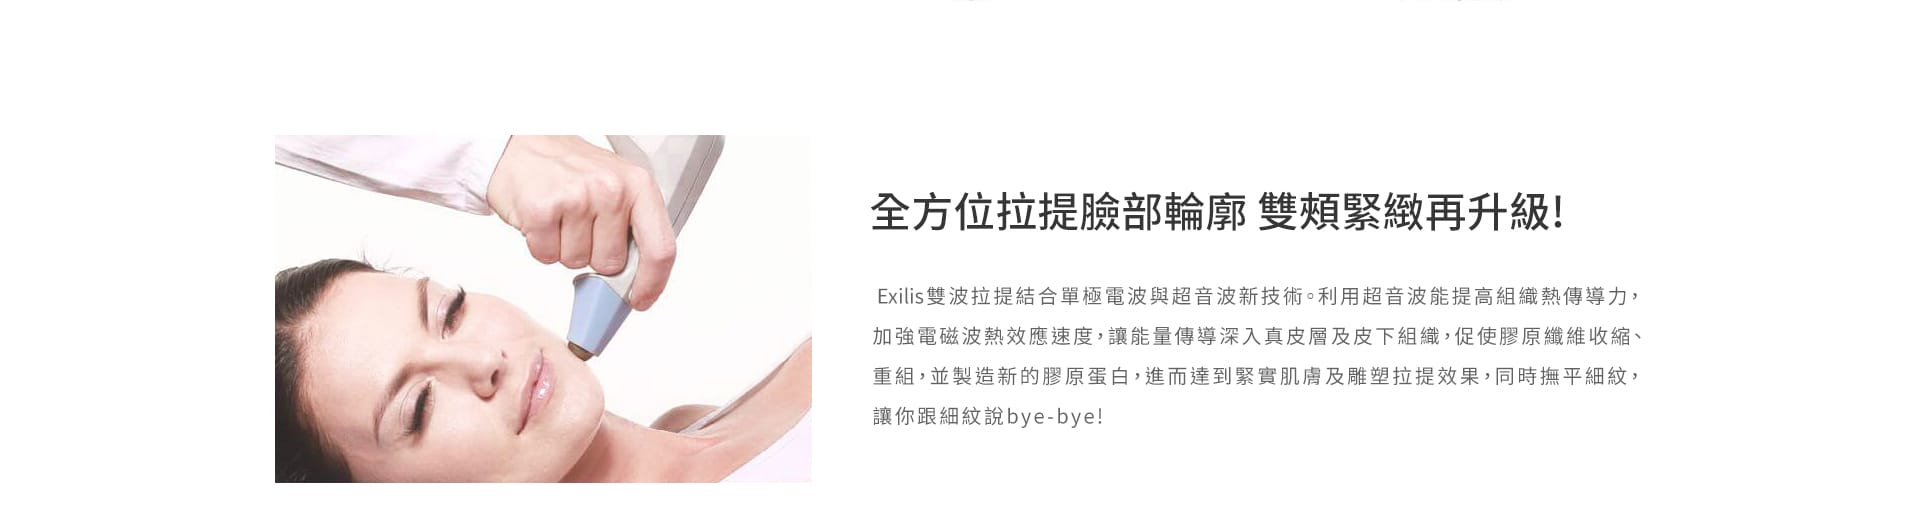 全方位拉提臉部輪廓 雙頰緊緻再升級!
Exilis雙波拉提結合單極電波與超音波新技術。利用超音波能提高組織熱傳導力，
加強電磁波熱效應速度，讓能量傳導深入真皮層及皮下組織，促使膠原纖維收縮、
重組，並製造新的膠原蛋白，進而達到緊實肌膚及雕塑拉提效果，同時撫平細紋，
讓你跟細紋說bye-bye!